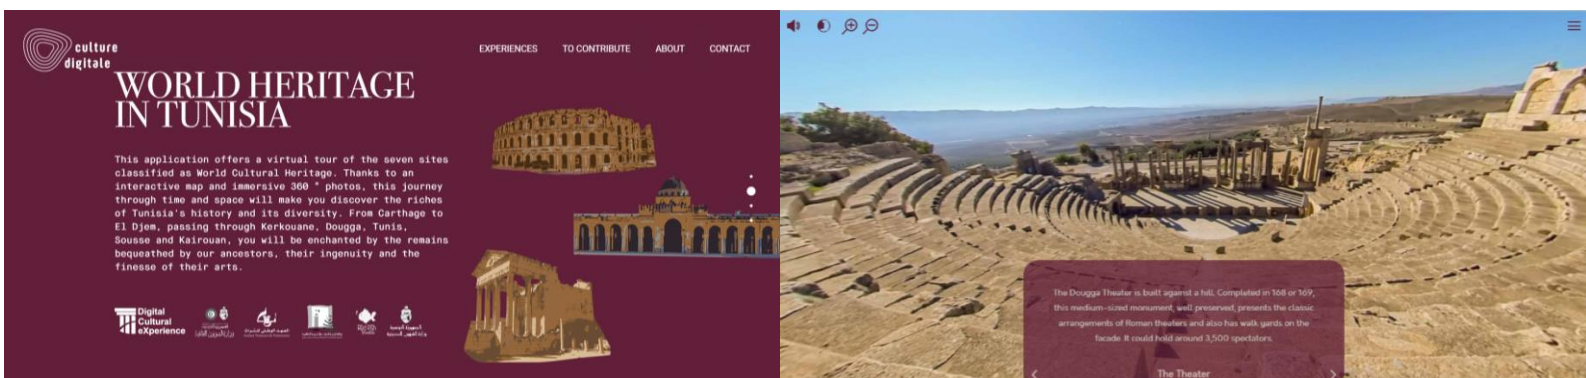 culture
digitale
EXPERIENCES TO CONTRIBUTE ABOUT CONTACT
WORLD HERITAGE
IN TUNISIA
This application offers a virtual tour of the seven sites
classified as World Cultural Heritage. Thanks to an
interactive map and immersive 360 ° photos, this journey
through time and space will make you discover the riches
of Tunisia's history and its diversity. From Carthage to
El Djem, passing through Kerkouane, Dougga, Tunis,
Sousse and Kairouan, you will be enchanted by the remains
bequeathed by our ancestors, their ingenuity and the
finesse of their arts.
Digital
Cultural
eXperience
The Dougga Theater is built against a hill. Completed in 168 or 169,
this medium-sized monument, well preserved, presents the classic
arrangements of Roman theaters and also has walk yards on the
facade. It could hold around 3,500 spectators.
The Theater